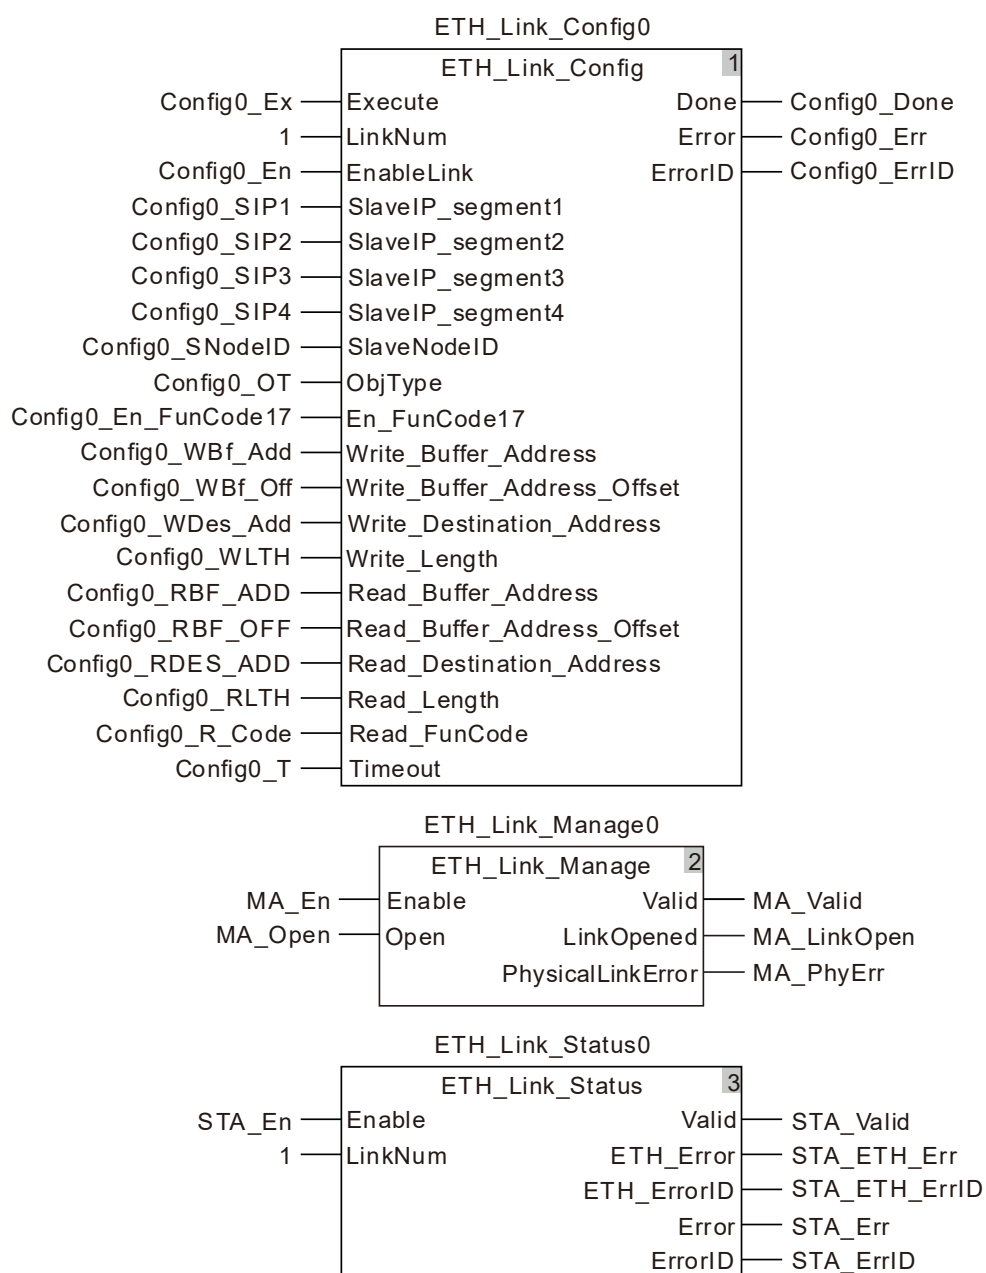 ETH_Link_Config0
ETH_Link_Config 1
Config0_Ex Execute Done Config0_Done
1 LinkNum Error Config0_Err
Config0_En EnableLink ErrorID Config0_ErrID
Config0_SIP1 SlaveIP_segment1
Config0_SIP2 SlaveIP_segment2
Config0_SIP3 SlaveIP_segment3
Config0_SIP4 SlaveIP_segment4
Config0_SNodeID SlaveNodeID
Config0_OT ObjType
Config0_En_FunCode17 En_FunCode17
Config0_WBf_Add Write_Buffer_Address
Config0_WBf_Off Write_Buffer_Address_Offset
Config0_WDes_Add Write_Destination_Address
Config0_WLTH Write_Length
Config0_RBF_ADD Read_Buffer_Address
Config0_RBF_OFF Read_Buffer_Address_Offset
Config0_RDES_ADD Read_Destination_Address
Config0_RLTH Read_Length
Config0_R_Code Read_FunCode
Config0_T Timeout
ETH_Link_Manage0
ETH_Link_Manage 2
MA_En Enable Valid MA_Valid
MA_Open Open LinkOpened MA_LinkOpen
PhysicalLinkError MA_PhyErr
ETH_Link_Status0
ETH_Link_Status 3
STA_En Enable Valid STA_Valid
1 LinkNum ETH_Error STA_ETH_Err
ETH_ErrorID STA_ETH_ErrID
Error STA_Err
ErrorID STA_ErrID